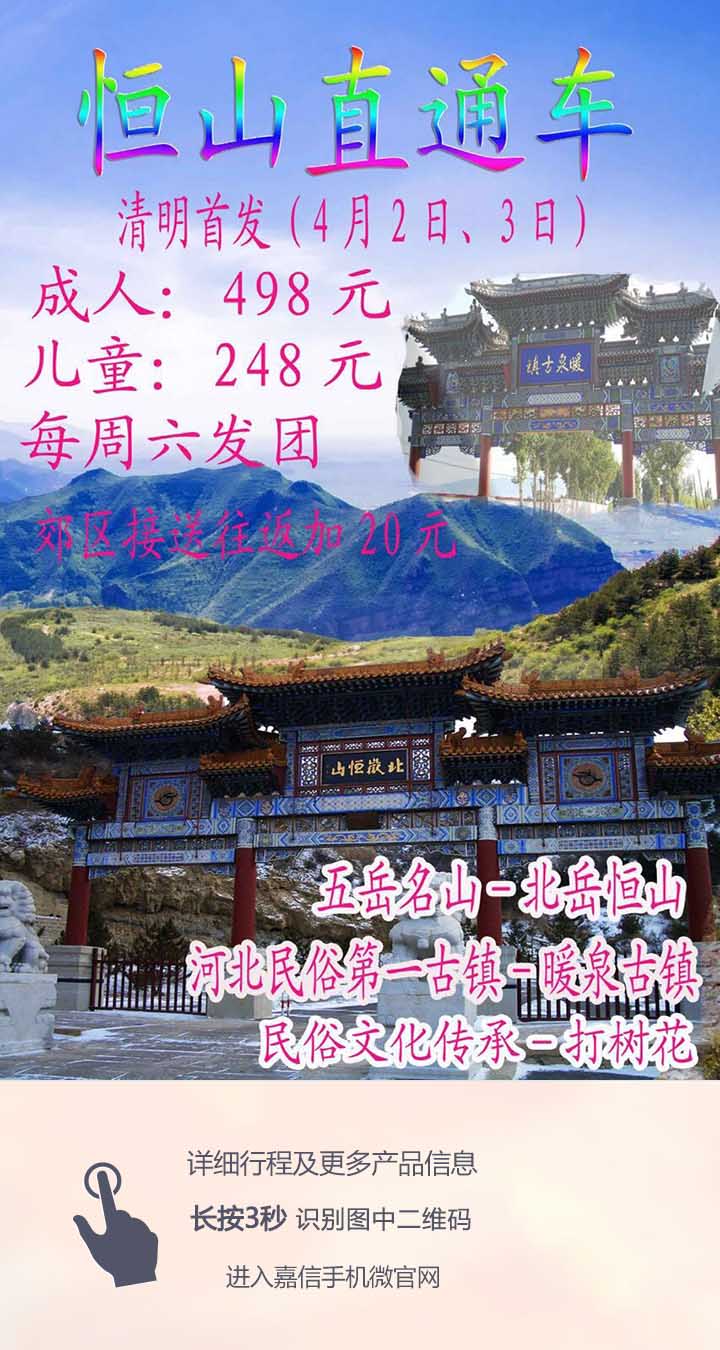 恒山直通车
清明首发（4月2日、3日）
成人：498元
儿童：248元
每周六发团
镇古泉暖
郊区接送往返加20元
山恒嶽北
五岳名山-北岳恒山
河北民俗第一古镇-暖泉古镇
民俗文化传承-打树花
详细行程及更多产品信息
长按3秒 识别图中二维码
进入嘉信手机微官网